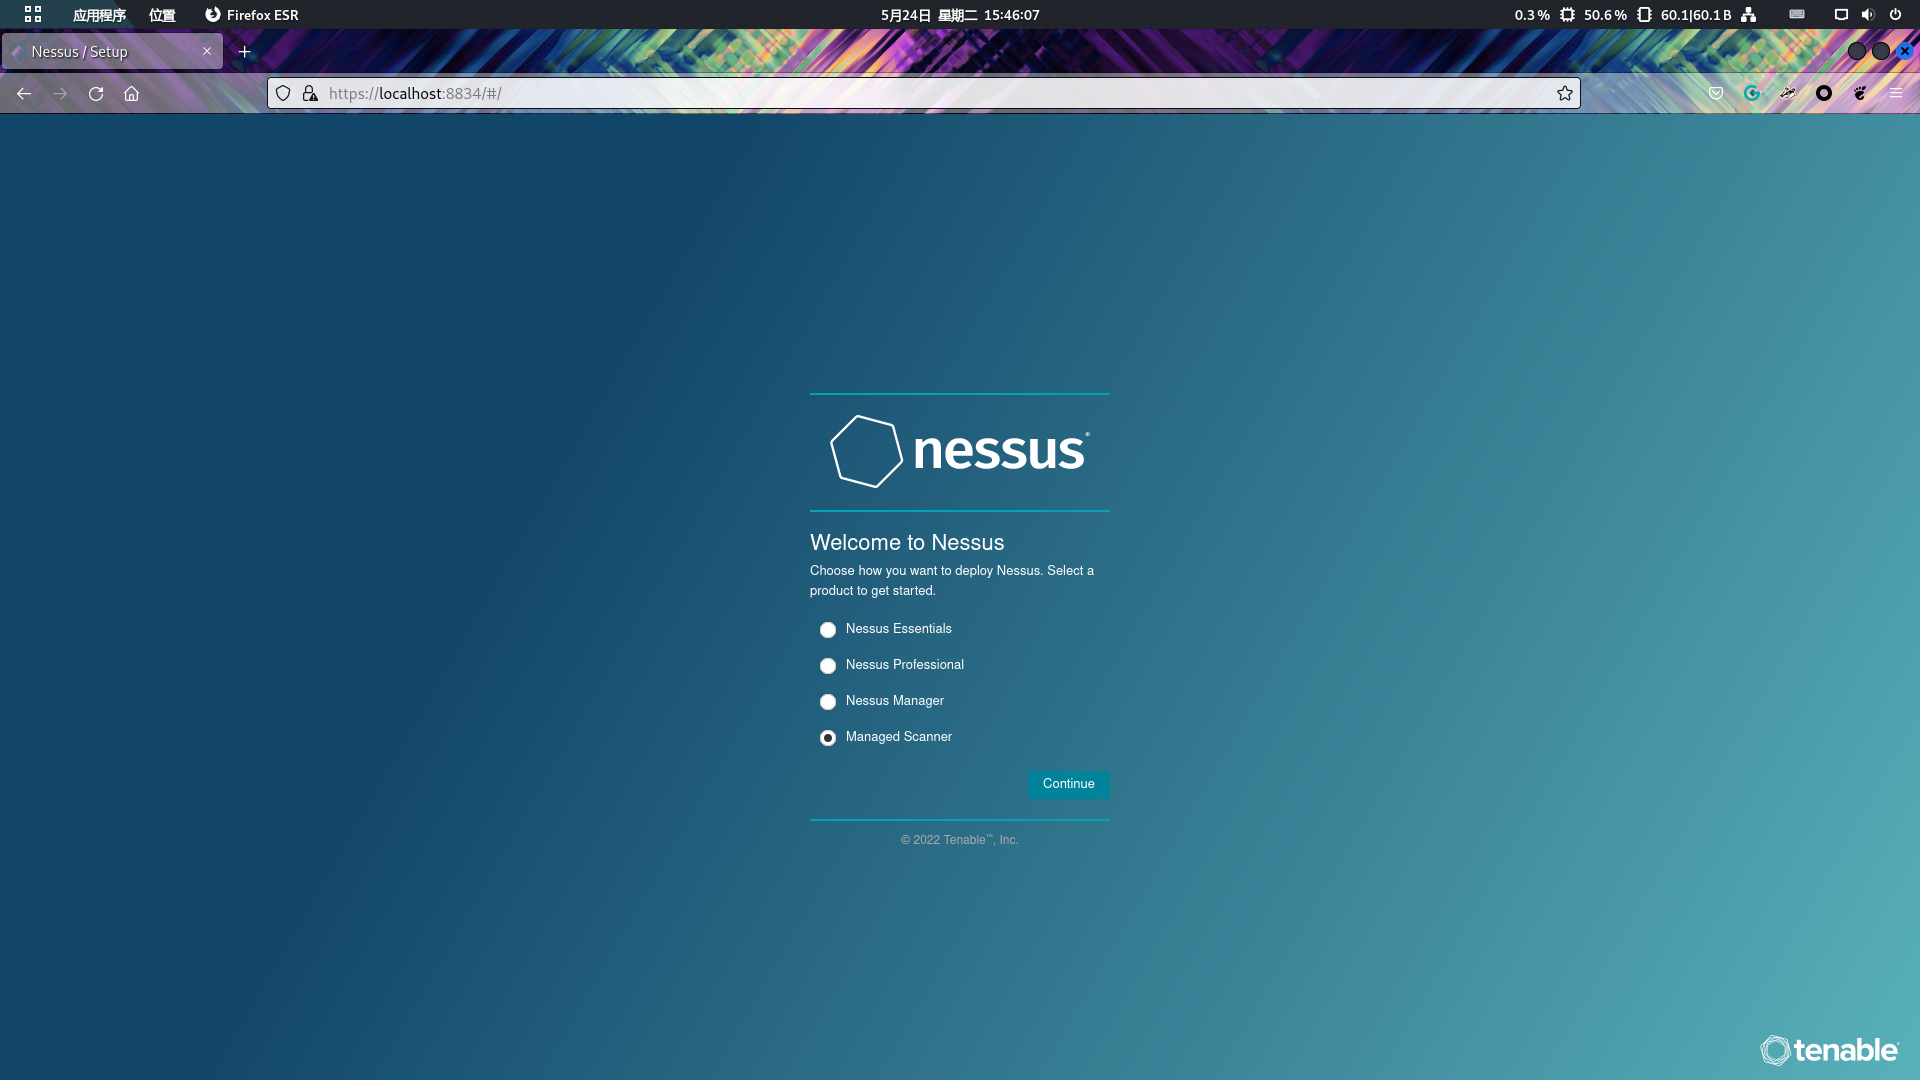 应用程序 位置 Firefox ESR 5月24日 星期二 15:46:07 0.3 % 50.6 % 60.1|60.1 B
Nessus / Setup
https://localhost:8834/#/
nessus®
Welcome to Nessus
Choose how you want to deploy Nessus. Select a
product to get started.
Nessus Essentials
Nessus Professional
Nessus Manager
Managed Scanner
Continue
© 2022 Tenable™, Inc.
tenable